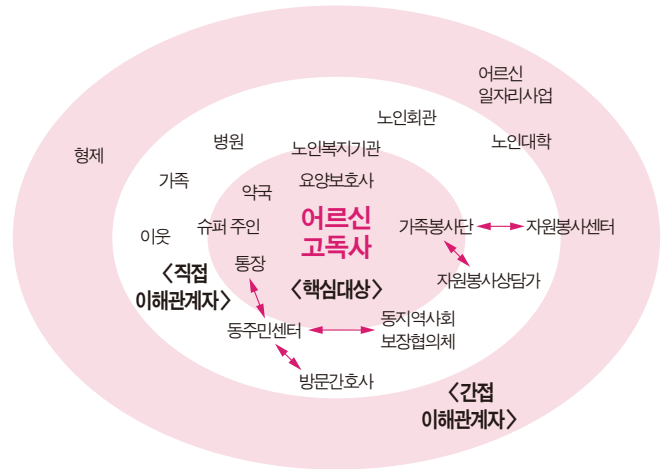 어르신
일자리사업
노인회관
병원
노인대학
형제
노인복지기관
가족
약국
요양보호사
어르신
고독사
슈퍼 주인
가족봉사단
자원봉사센터
이웃
통장
<직접
이해관계자>
<핵심대상>
자원봉사상담가
동주민센터
동지역사회
보장협의체
방문간호사
<간접
이해관계자>